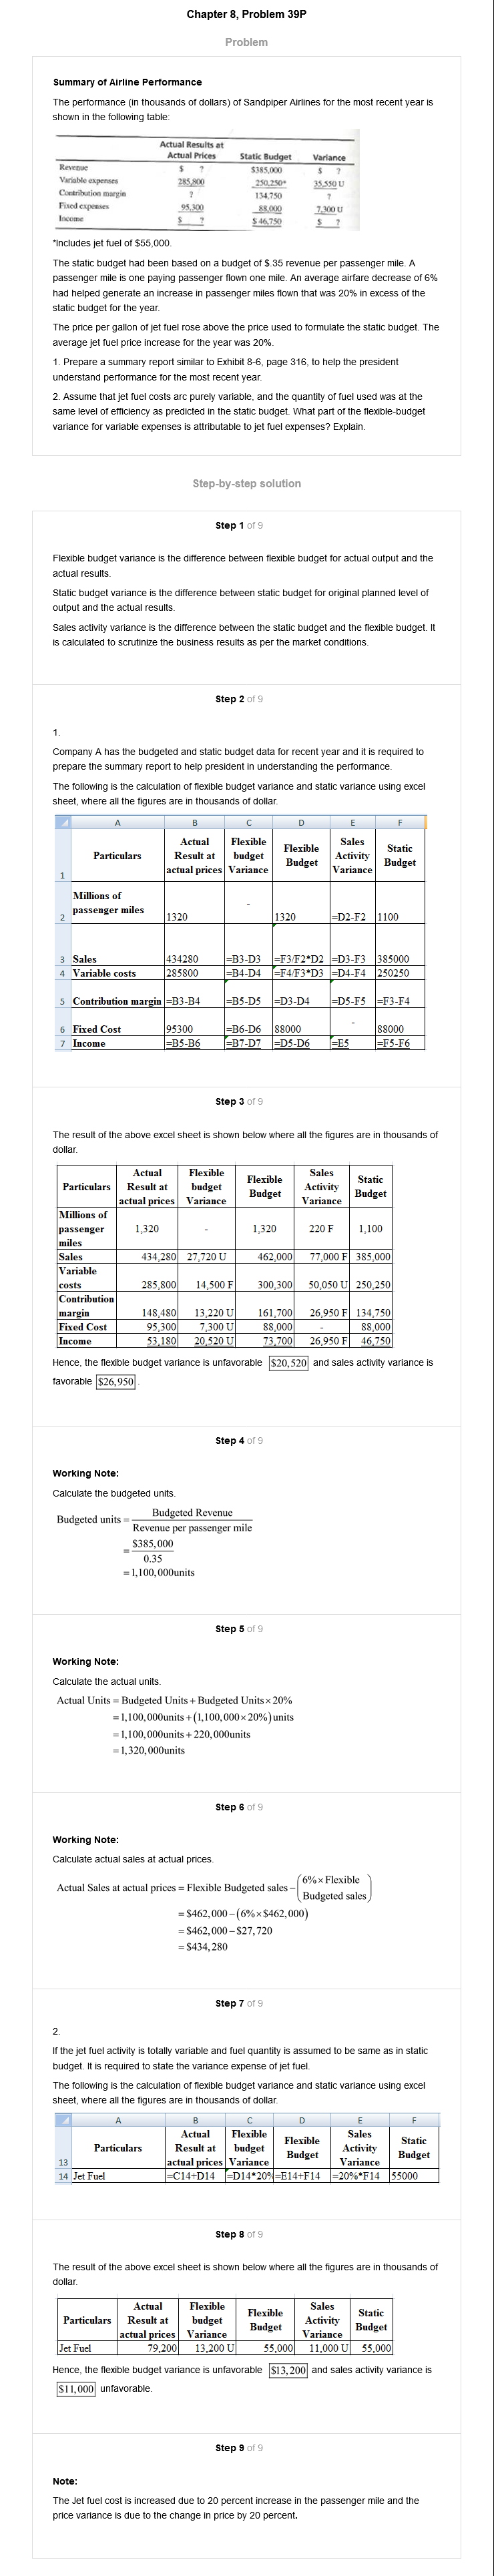 Chapter 8, Problem 39P
Problem
Summary of Airline Performance
The performance (in thousands of dollars) of Sandpiper Airlines for the most recent year is
shown in the following table:
Actual Results at
Actual Prices Static Budget Variance
Revenue $ ? $385,000 $ ?
Variable expenses 285,800 250,250* 35,550 U
Contribution margin ? 134,750 ?
Fixed expenses 95,300 88,000 7,300 U
Income $ ? $ 46,750 $ ?
*Includes jet fuel of $55,000.
The static budget had been based on a budget of $.35 revenue per passenger mile. A
passenger mile is one paying passenger flown one mile. An average airfare decrease of 6%
had helped generate an increase in passenger miles flown that was 20% in excess of the
static budget for the year.
The price per gallon of jet fuel rose above the price used to formulate the static budget. The
average jet fuel price increase for the year was 20%.
1. Prepare a summary report similar to Exhibit 8-6, page 316, to help the president
understand performance for the most recent year.
2. Assume that jet fuel costs arc purely variable, and the quantity of fuel used was at the
same level of efficiency as predicted in the static budget. What part of the flexible-budget
variance for variable expenses is attributable to jet fuel expenses? Explain.
Step-by-step solution
Step 1 of 9
Flexible budget variance is the difference between flexible budget for actual output and the
actual results.
Static budget variance is the difference between static budget for original planned level of
output and the actual results.
Sales activity variance is the difference between the static budget and the flexible budget. It
is calculated to scrutinize the business results as per the market conditions.
Step 2 of 9
1.
Company A has the budgeted and static budget data for recent year and it is required to
prepare the summary report to help president in understanding the performance.
The following is the calculation of flexible budget variance and static variance using excel
sheet, where all the figures are in thousands of dollar.
A B C D E F
Actual Flexible Sales
Particulars Result at budget Flexible Activity Static
1 actual prices Variance Budget Variance Budget
Millions of
2 passenger miles 1320 - 1320 =D2-F2 1100
3 Sales 434280 =B3-D3 =F3/F2*D2 =D3-F3 385000
4 Variable costs 285800 =B4-D4 =F4/F3*D3 =D4-F4 250250
5 Contribution margin =B3-B4 =B5-D5 =D3-D4 =D5-F5 =F3-F4
6 Fixed Cost 95300 =B6-D6 88000 - 88000
7 Income =B5-B6 =B7-D7 =D5-D6 =E5 =F5-F6
Step 3 of 9
The result of the above excel sheet is shown below where all the figures are in thousands of
dollar.
Actual Flexible Sales
Particulars Result at budget Flexible Activity Static
actual prices Variance Budget Variance Budget
Millions of
passenger 1,320 - 1,320 220 F 1,100
miles
Sales 434,280 27,720 U 462,000 77,000 F 385,000
Variable
costs 285,800 14,500 F 300,300 50,050 U 250,250
Contribution
margin 148,480 13,220 U 161,700 26,950 F 134,750
Fixed Cost 95,300 7,300 U 88,000 - 88,000
Income 53,180 20,520 U 73,700 26,950 F 46,750
Hence, the flexible budget variance is unfavorable $20,520 and sales activity variance is
favorable $26,950.
Step 4 of 9
Working Note:
Calculate the budgeted units.
Budgeted units = Budgeted Revenue / Revenue per passenger mile
= $385,000 / 0.35
= 1,100,000units
Step 5 of 9
Working Note:
Calculate the actual units.
Actual Units = Budgeted Units + Budgeted Units × 20%
= 1,100,000units + (1,100,000 × 20%) units
= 1,100,000units + 220,000units
= 1,320,000units
Step 6 of 9
Working Note:
Calculate actual sales at actual prices.
Actual Sales at actual prices = Flexible Budgeted sales − (6% × Flexible Budgeted sales)
= $462,000 − (6% × $462,000)
= $462,000 − $27,720
= $434,280
Step 7 of 9
2.
If the jet fuel activity is totally variable and fuel quantity is assumed to be same as in static
budget. It is required to state the variance expense of jet fuel.
The following is the calculation of flexible budget variance and static variance using excel
sheet, where all the figures are in thousands of dollar.
A B C D E F
Actual Flexible Sales
Particulars Result at budget Flexible Activity Static
13 actual prices Variance Budget Variance Budget
14 Jet Fuel =C14+D14 =D14*20% =E14+F14 =20%*F14 55000
Step 8 of 9
The result of the above excel sheet is shown below where all the figures are in thousands of
dollar.
Actual Flexible Sales
Particulars Result at budget Flexible Activity Static
actual prices Variance Budget Variance Budget
Jet Fuel 79,200 13,200 U 55,000 11,000 U 55,000
Hence, the flexible budget variance is unfavorable $13,200 and sales activity variance is
$11,000 unfavorable.
Step 9 of 9
Note:
The Jet fuel cost is increased due to 20 percent increase in the passenger mile and the
price variance is due to the change in price by 20 percent.